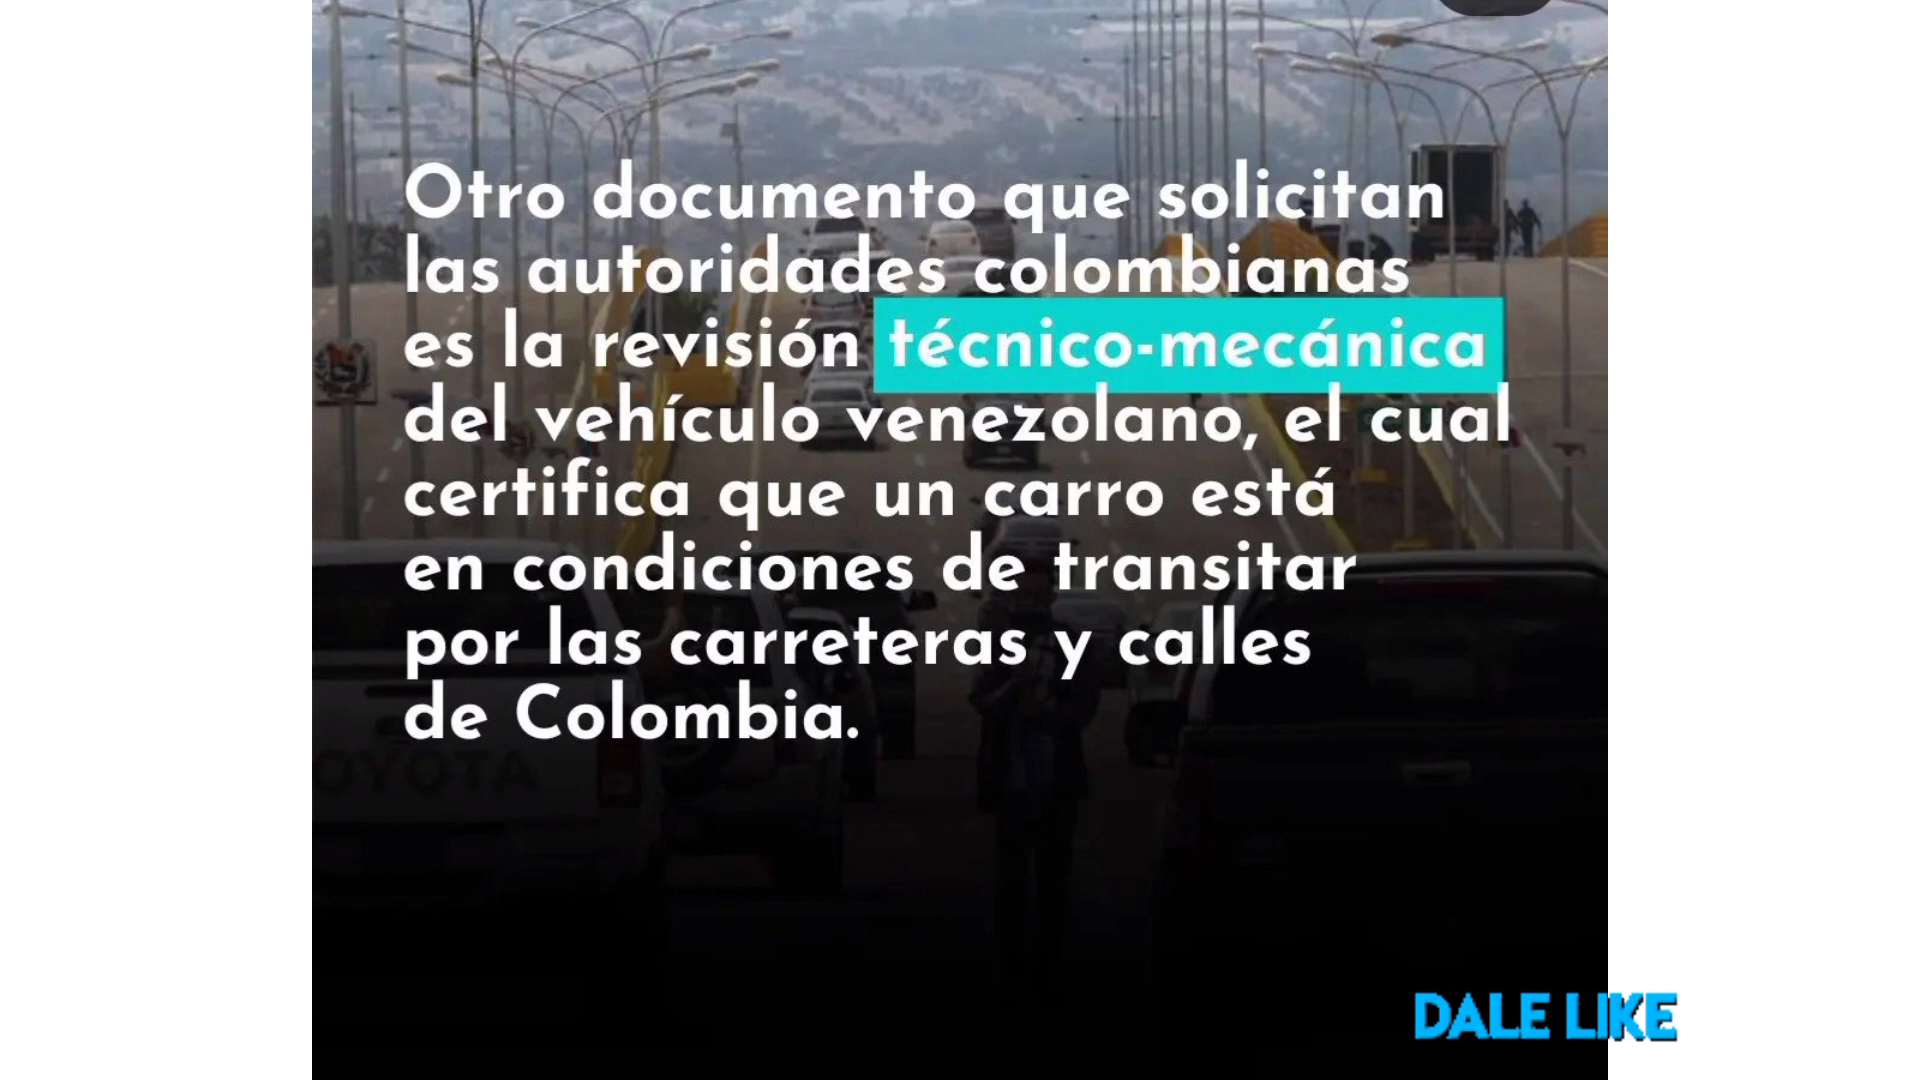 Otro documento que solicitan
las autoridades colombianas
es la revisión técnico-mecánica
del vehículo venezolano, el cual
certifica que un carro está
en condiciones de transitar
por las carreteras y calles
de Colombia.
OYOTA
DALE LIKE